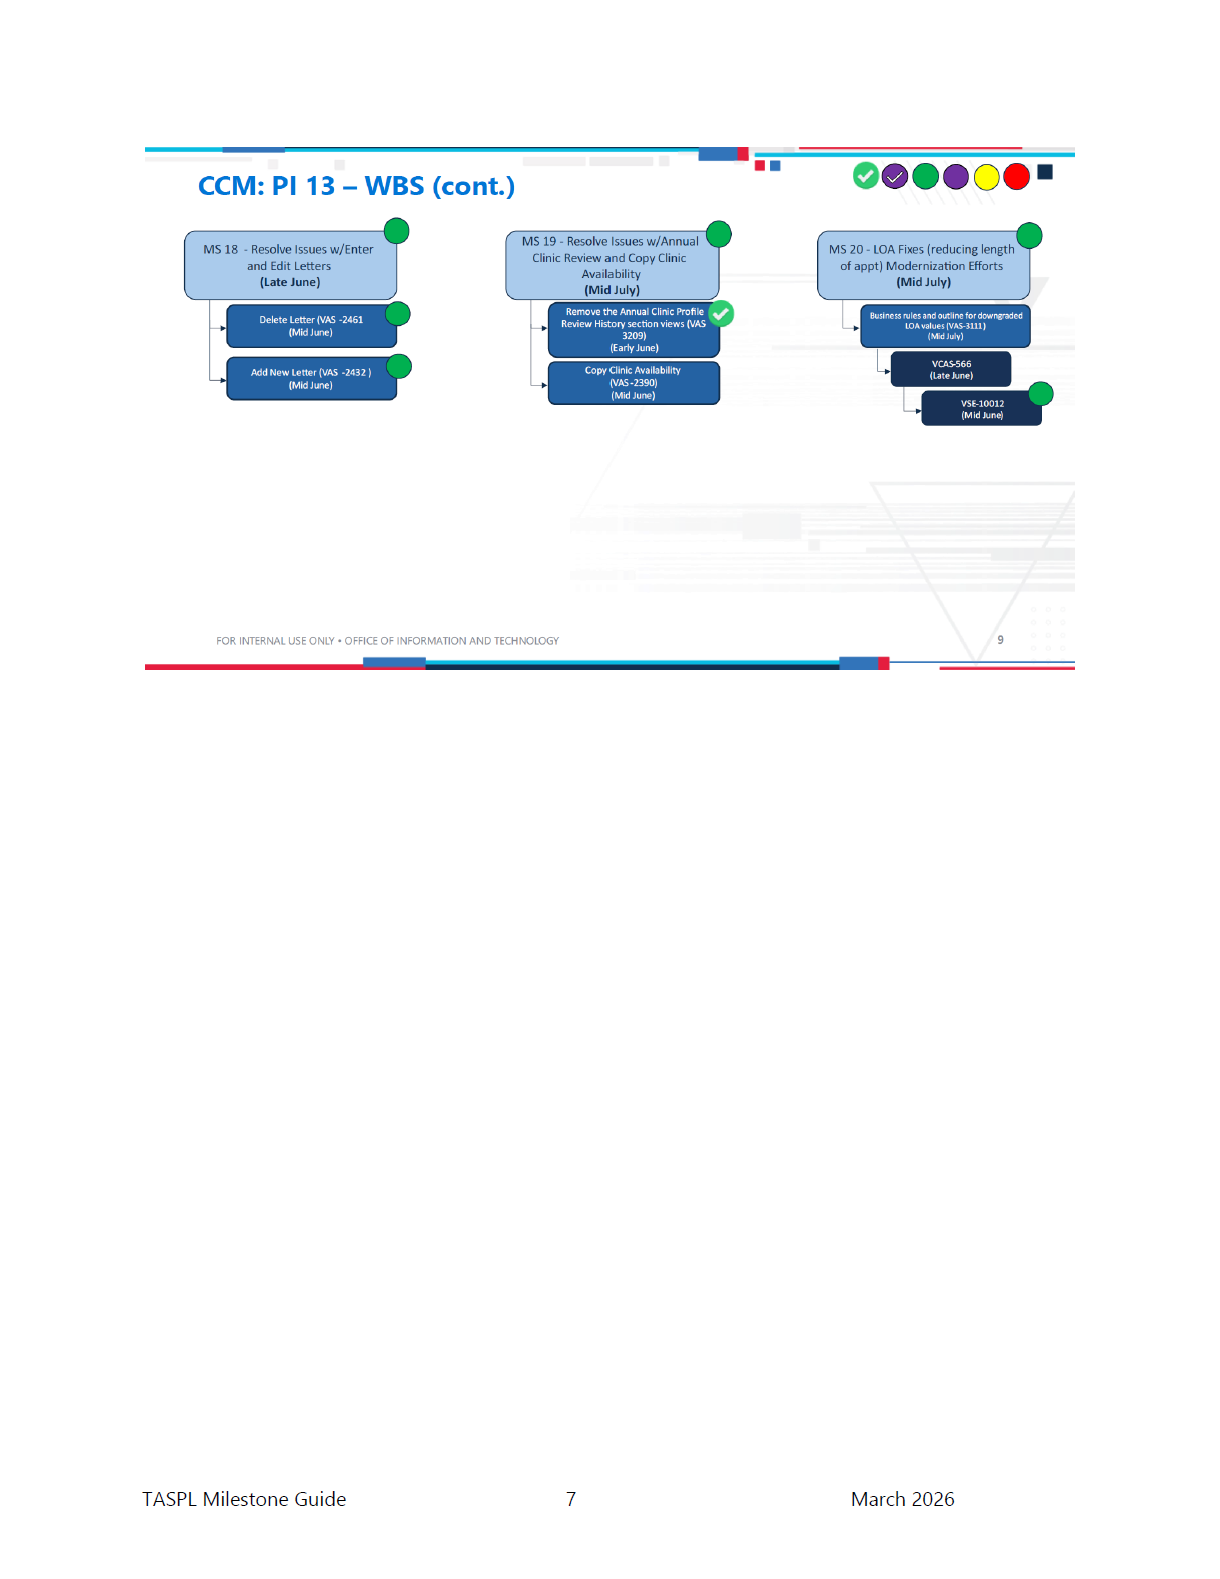 CCM: PI 13 – WBS (cont.)
MS 18 - Resolve Issues w/Enter
and Edit Letters
(Late June)
Delete Letter (VAS -2461
(Mid June)
Add New Letter (VAS -2432 )
(Mid June)
MS 19 - Resolve Issues w/Annual
Clinic Review and Copy Clinic
Availability
(Mid July)
Remove the Annual Clinic Profile
Review History section views (VAS
3209)
(Early June)
Copy Clinic Availability
(VAS-2390)
(Mid June)
MS 20 - LOA Fixes (reducing length
of appt) Modernization Efforts
(Mid July)
Business rules and outline for downgraded
LOA values (VAS-3111)
(Mid July)
VCAS-566
(Late June)
VSE-10012
(Mid June)
FOR INTERNAL USE ONLY • OFFICE OF INFORMATION AND TECHNOLOGY
9
TASPL Milestone Guide
7
March 2026